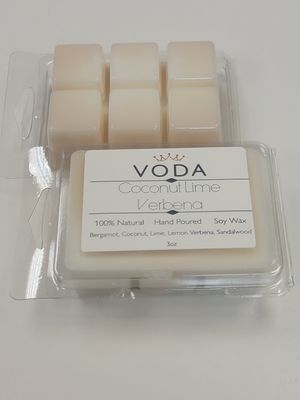 VODA
Coconut Lime
Verbena
100% Natural Hand Poured Soy Wax
Bergamot, Coconut, Lime, Lemon Verbena, Sandalwood
3oz